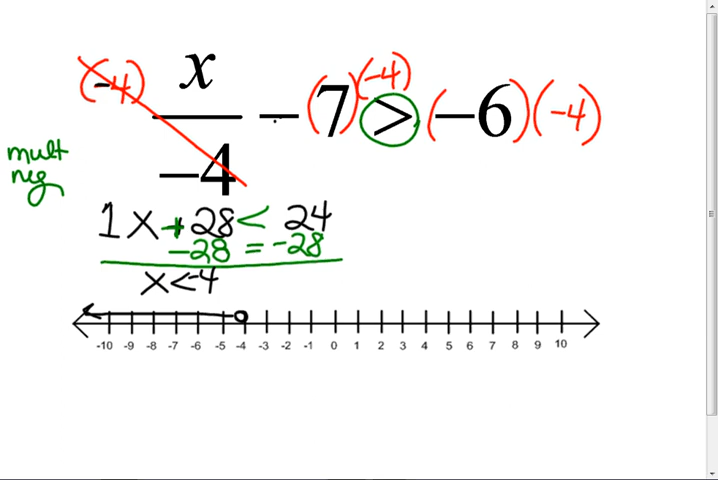 (-4) x/-4 - (7)(-4) > (-6)(-4)
mult
neg
1x + 28 < 24
-28 = -28
x < -4
-10 -9 -8 -7 -6 -5 -4 -3 -2 -1 0 1 2 3 4 5 6 7 8 9 10